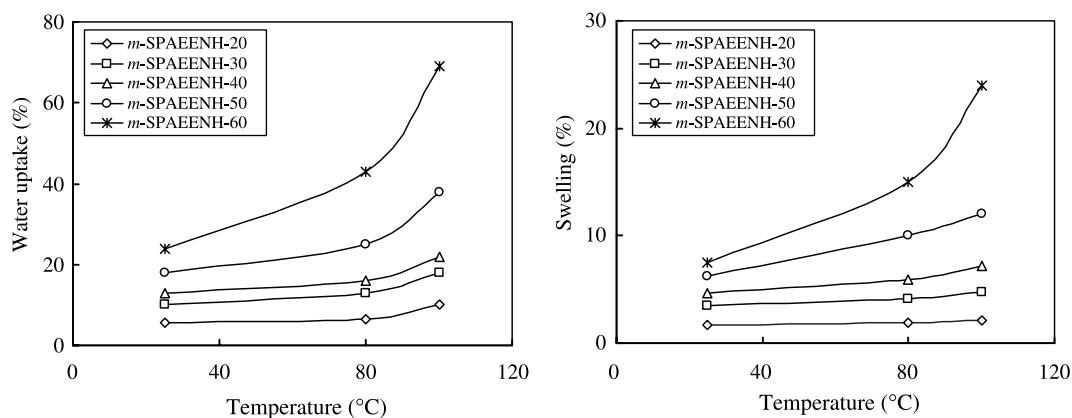 80
60
40
20
0
Water uptake (%)
m-SPAEENH-20
m-SPAEENH-30
m-SPAEENH-40
m-SPAEENH-50
m-SPAEENH-60
0 40 80 120
Temperature (°C)
30
20
10
0
Swelling (%)
m-SPAEENH-20
m-SPAEENH-30
m-SPAEENH-40
m-SPAEENH-50
m-SPAEENH-60
0 40 80 120
Temperature (°C)